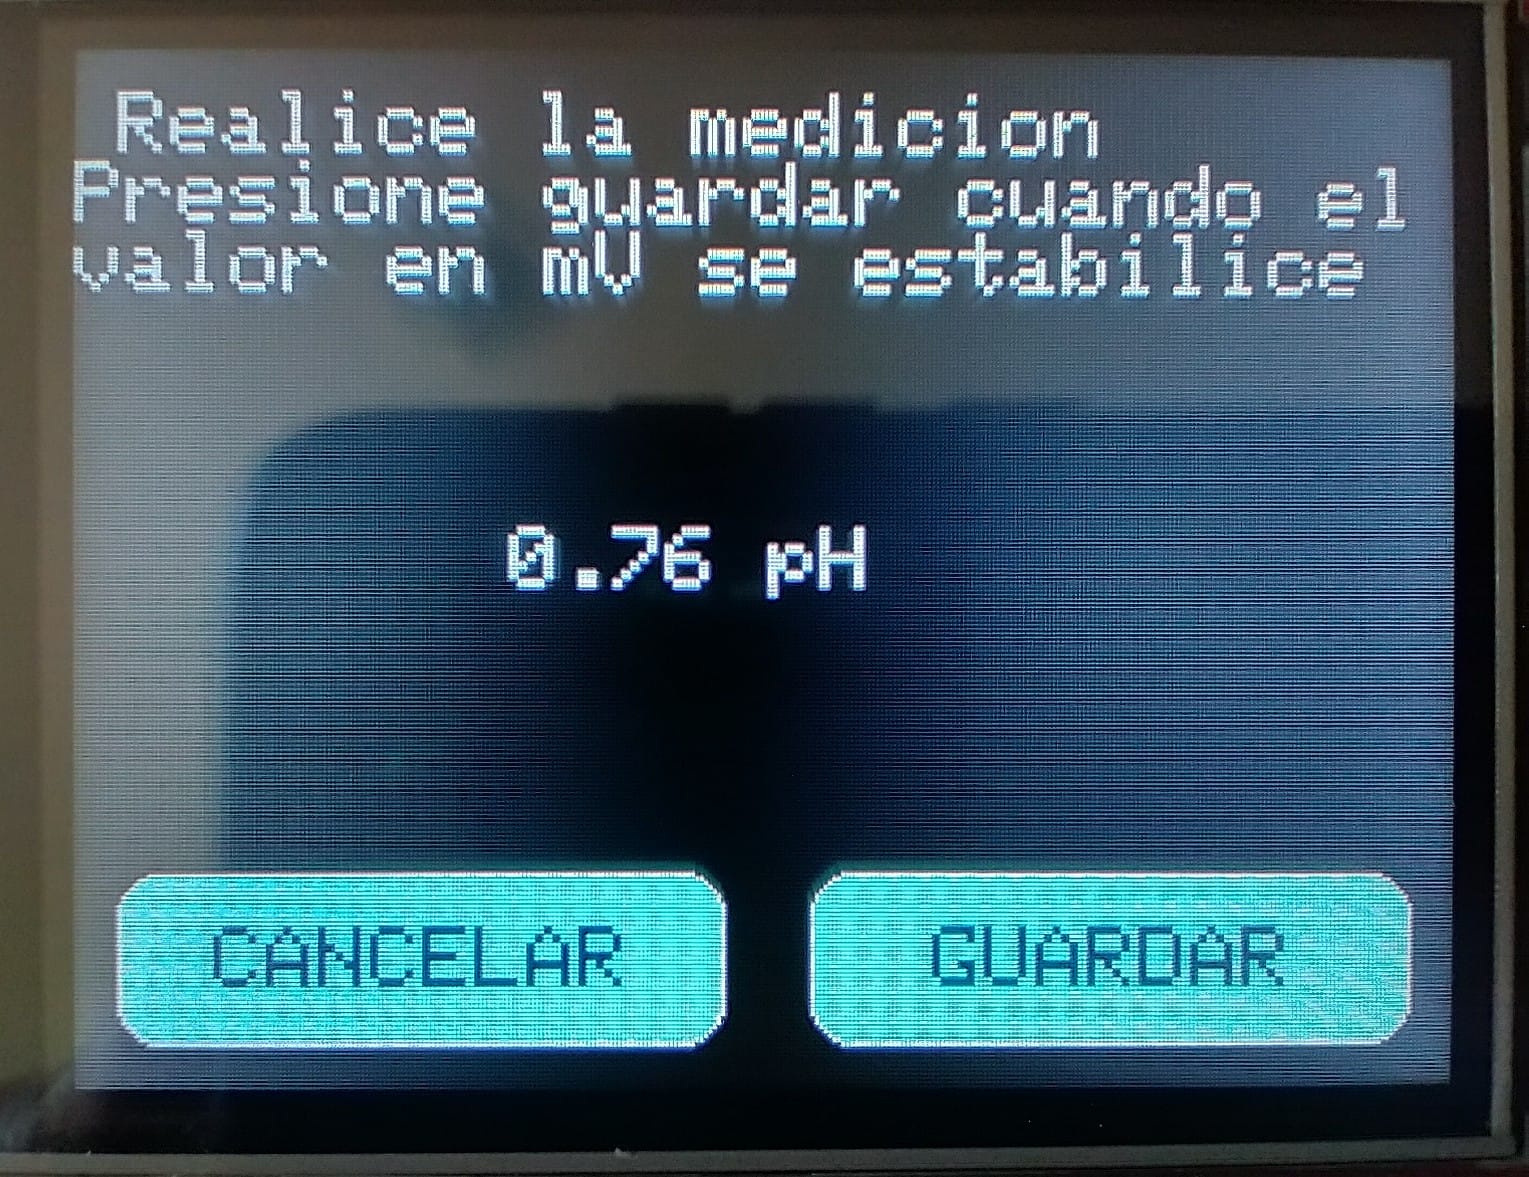 Realice la medicion
Presione guardar cuando el
valor en mV se estabilice
0.76 pH
CANCELAR
GUARDAR